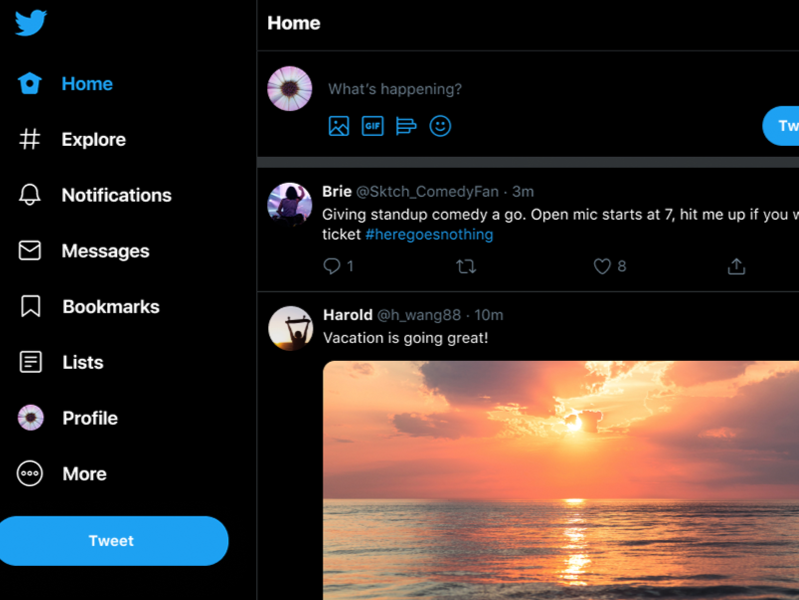 Home
Explore
Notifications
Messages
Bookmarks
Lists
Profile
More
Tweet
Home
What's happening?
GIF
Brie @Sktch_ComedyFan · 3m
Giving standup comedy a go. Open mic starts at 7, hit me up if you
ticket #heregoesnothing
1
8
Harold @h_wang88 · 10m
Vacation is going great!